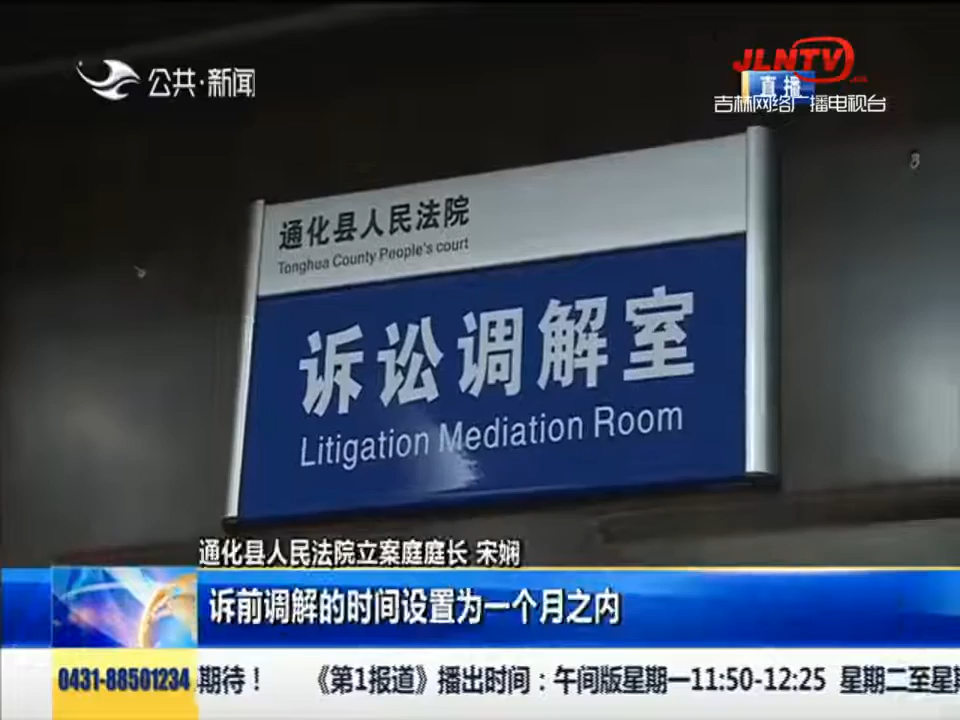 公共·新闻
JLNTV
直播
吉林网络广播电视台
通化县人民法院
Tonghua County People's court
诉讼调解室
Litigation Mediation Room
通化县人民法院立案庭庭长 宋娴
诉前调解的时间设置为一个月之内
0431-88501234 期待！ 《第1报道》播出时间：午间版星期一11:50-12:25 星期二至星期